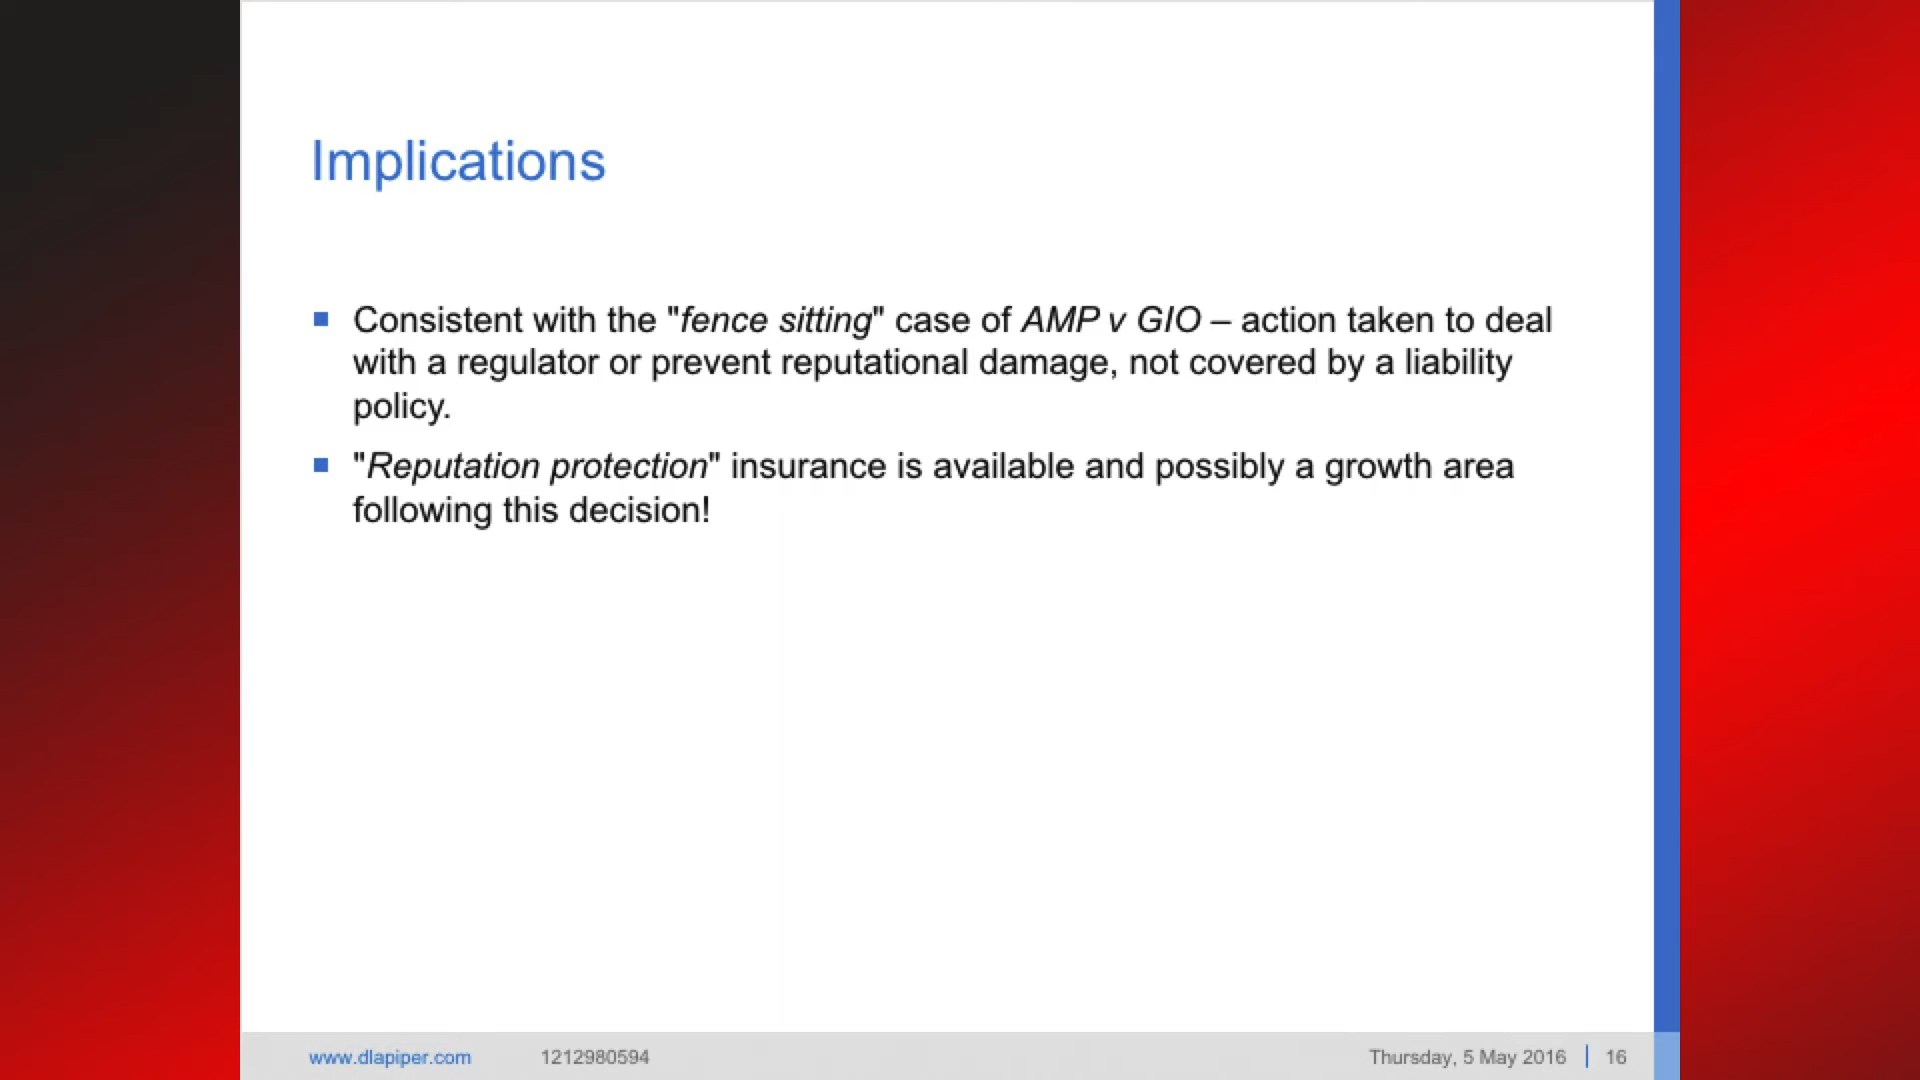 Implications
Consistent with the "fence sitting" case of AMP v GIO – action taken to deal
with a regulator or prevent reputational damage, not covered by a liability
policy.
"Reputation protection" insurance is available and possibly a growth area
following this decision!
www.dlapiper.com 1212980594 Thursday, 5 May 2016 16